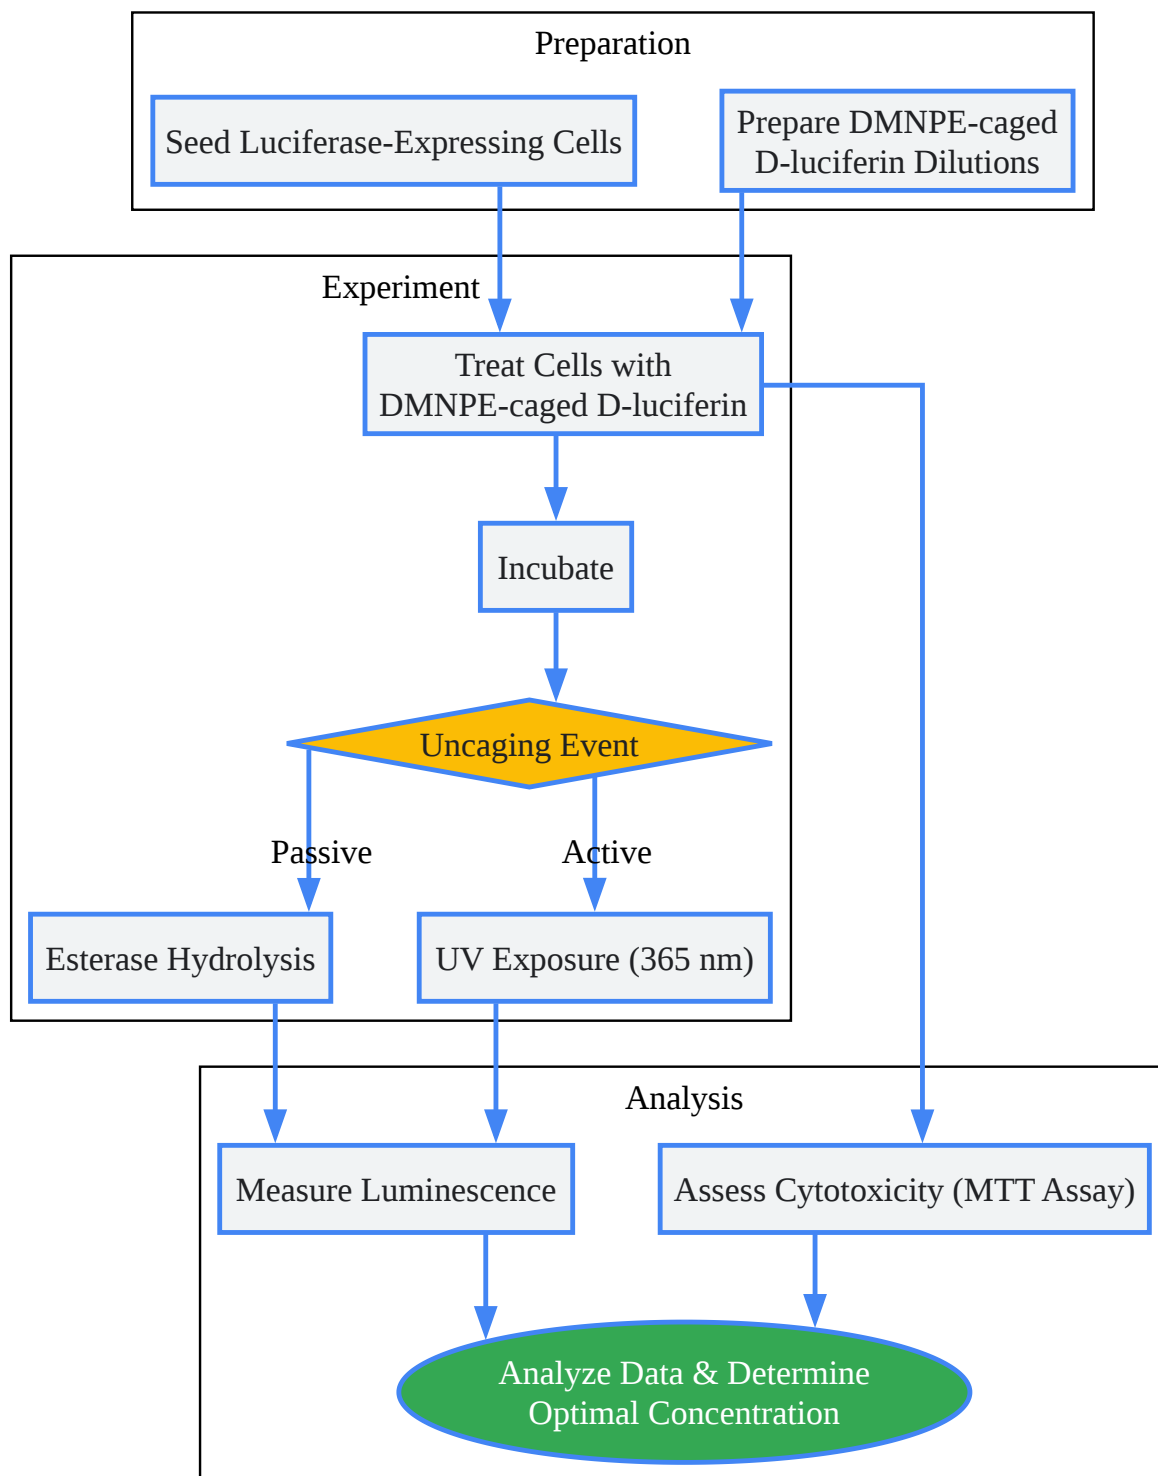 Preparation
Seed Luciferase-Expressing Cells
Prepare DMNPE-caged
D-luciferin Dilutions
Experiment
Treat Cells with
DMNPE-caged D-luciferin
Incubate
Uncaging Event
Passive
Active
Esterase Hydrolysis
UV Exposure (365 nm)
Analysis
Measure Luminescence
Assess Cytotoxicity (MTT Assay)
Analyze Data & Determine
Optimal Concentration